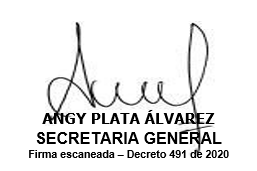 ANGY PLATA ÁLVAREZ
SECRETARIA GENERAL
Firma escaneada – Decreto 491 de 2020